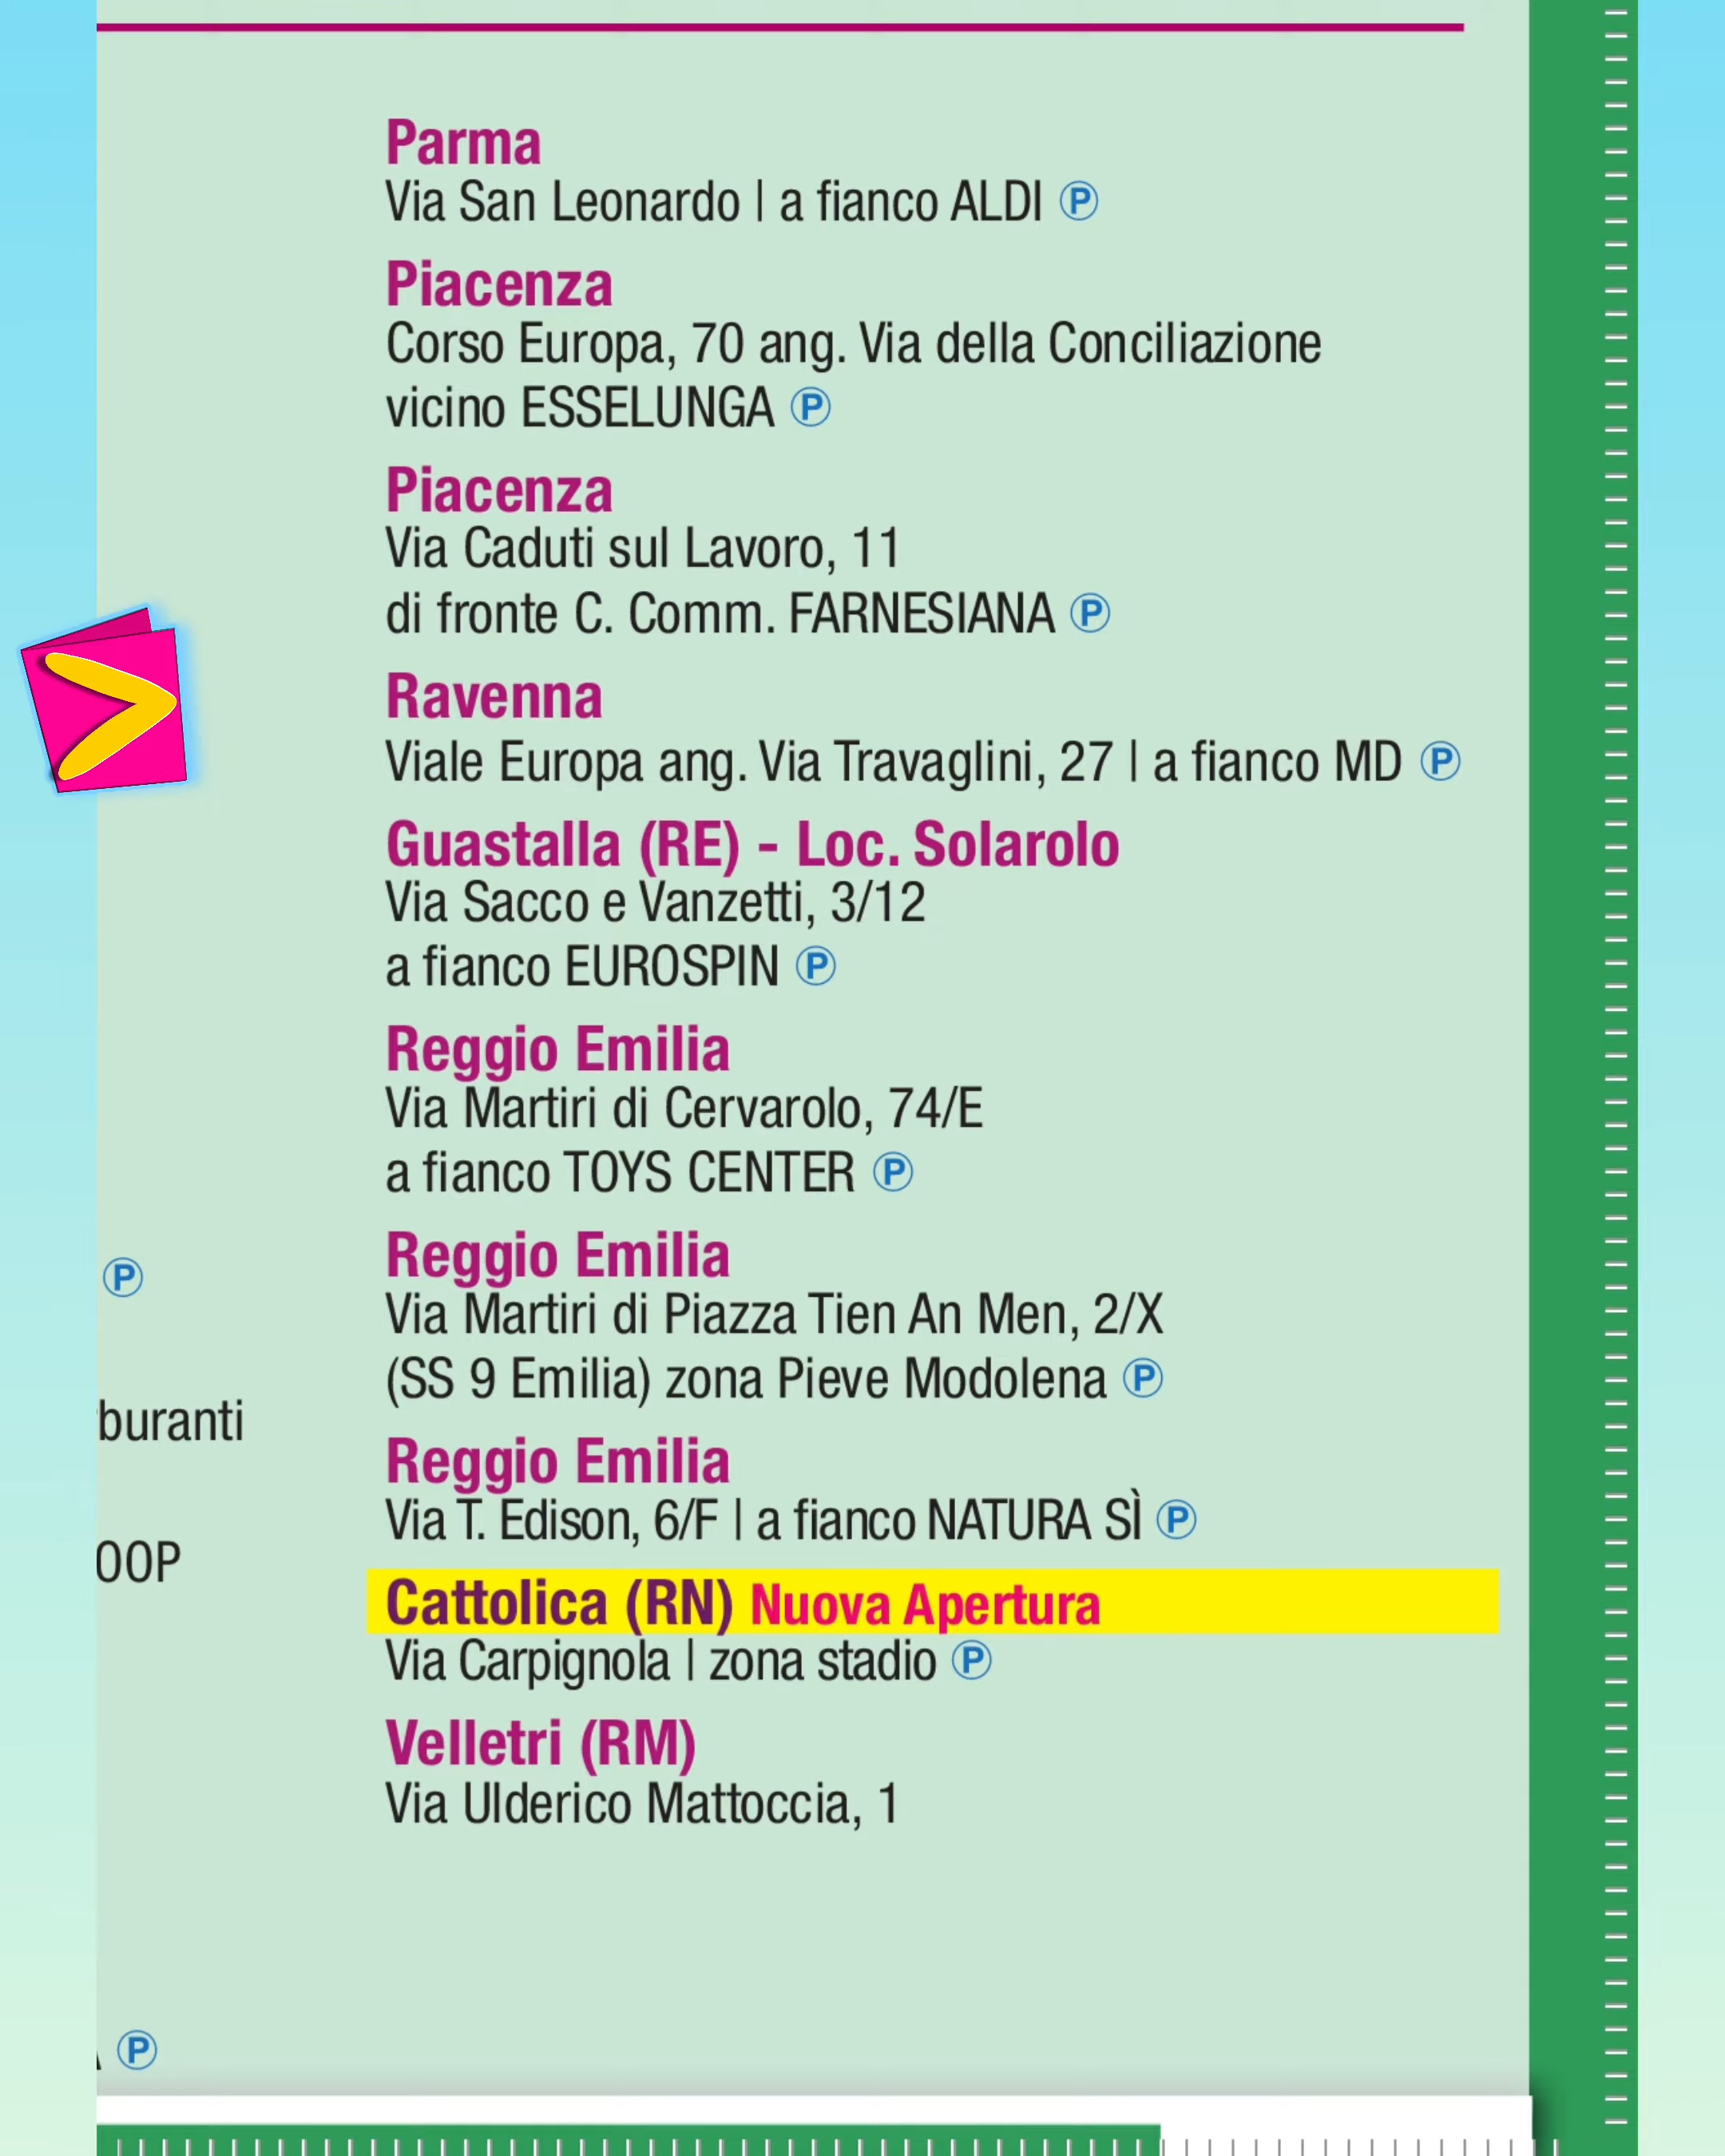 Parma
Via San Leonardo | a fianco ALDI P
Piacenza
Corso Europa, 70 ang. Via della Conciliazione
vicino ESSELUNGA P
Piacenza
Via Caduti sul Lavoro, 11
di fronte C. Comm. FARNESIANA P
Ravenna
Viale Europa ang. Via Travaglini, 27 | a fianco MD P
Guastalla (RE) - Loc. Solarolo
Via Sacco e Vanzetti, 3/12
a fianco EUROSPIN P
Reggio Emilia
Via Martiri di Cervarolo, 74/E
a fianco TOYS CENTER P
Reggio Emilia
Via Martiri di Piazza Tien An Men, 2/X
(SS 9 Emilia) zona Pieve Modolena P
Reggio Emilia
Via T. Edison, 6/F | a fianco NATURA SÌ P
Cattolica (RN) Nuova Apertura
Via Carpignola | zona stadio P
Velletri (RM)
Via Ulderico Mattoccia, 1
P
buranti
OOP
P